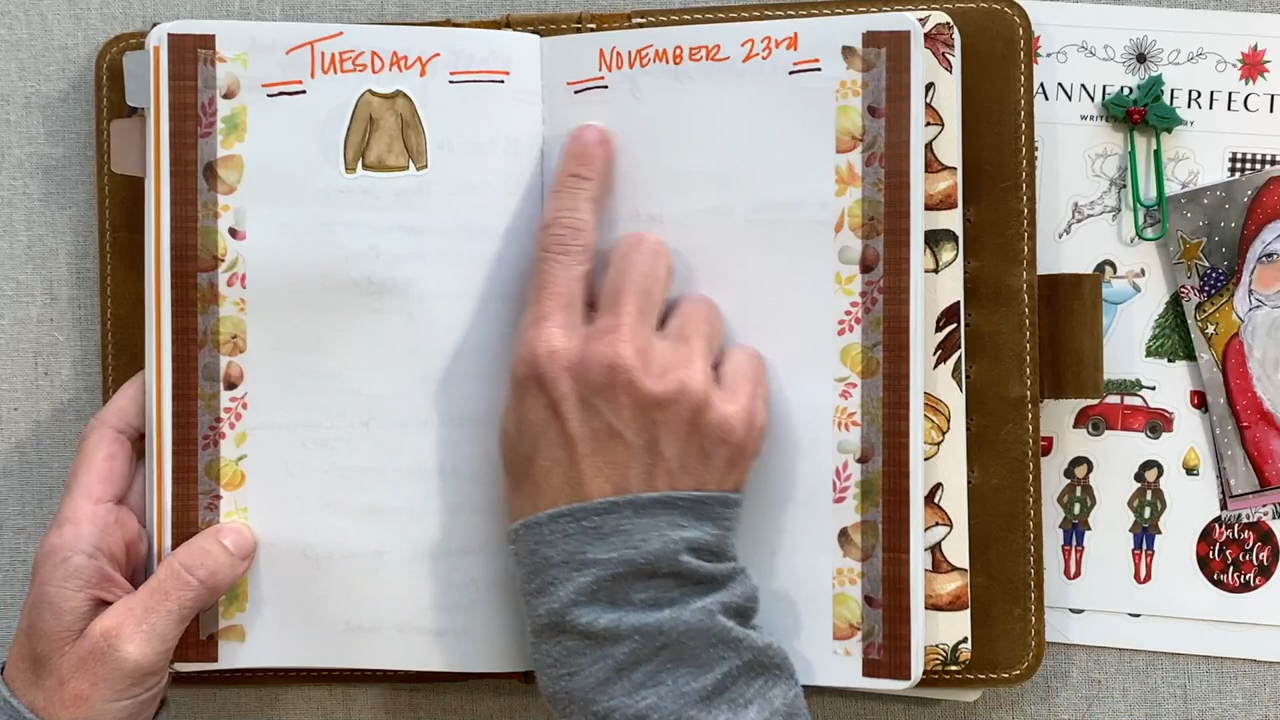 TUESDAY
NOVEMBER 23rd
ANNER PERFECT
Baby
it's cold
outside